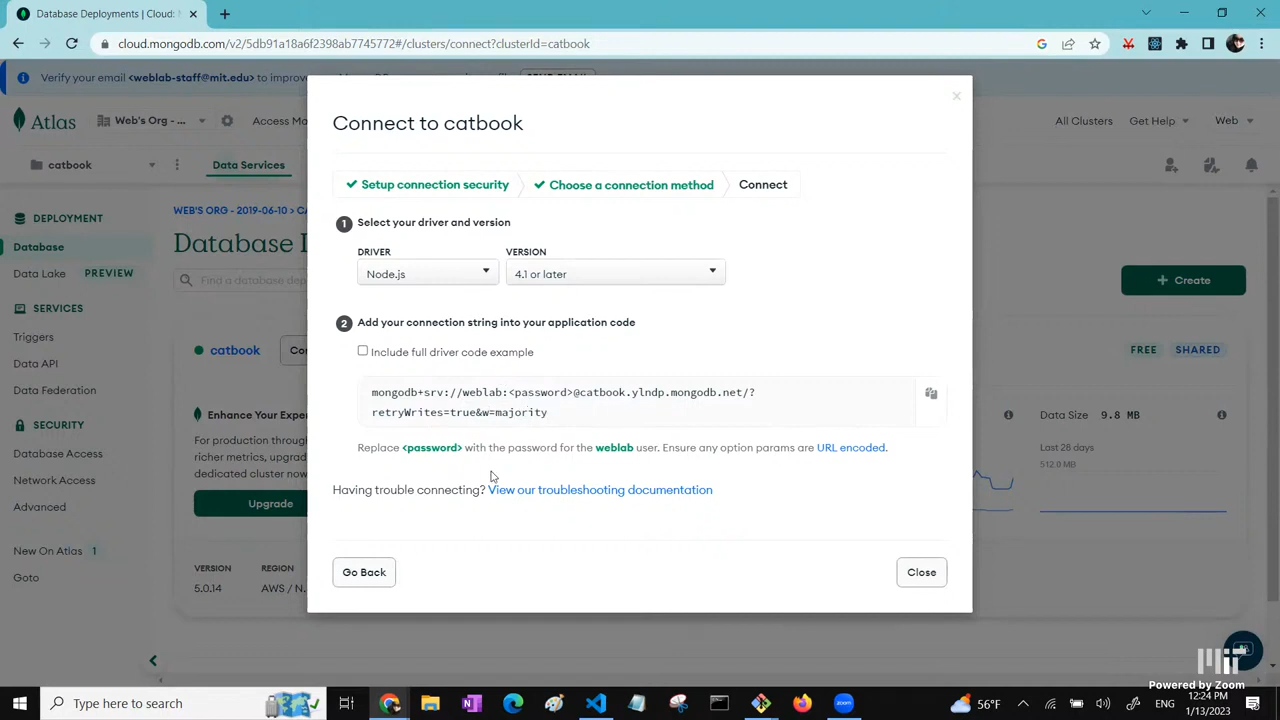 Databases | Cloud: M
cloud.mongodb.com/v2/5db91a18a6f2398ab7745772#/clusters/connect?clusterId=catbook
Verify your email <weblab-staff@mit.edu> to improv
Atlas
Web's Org - ...
Access Ma
All Clusters
Get Help
Web
catbook
Data Services
DEPLOYMENT
Database
Data Lake
PREVIEW
SERVICES
Triggers
Data API
Data Federation
SECURITY
Database Access
Network Access
Advanced
New On Atlas 1
Goto
WEB'S ORG - 2019-06-10 > CA
Database D
Find a database
Create
catbook
Con
FREE
SHARED
Enhance Your Expe
For production throug
richer metrics, upgrad
dedicated cluster now
Upgrade
VERSION
5.0.14
REGION
AWS / N.
Data Size 9.8 MB
Last 28 days
512.0 MB
Connect to catbook
Setup connection security
Choose a connection method
Connect
1 Select your driver and version
DRIVER
VERSION
Node.js
4.1 or later
2 Add your connection string into your application code
Include full driver code example
mongodb+srv://weblab:<password>@catbook.ylndp.mongodb.net/?
retryWrites=true&w=majority
Replace <password> with the password for the weblab user. Ensure any option params are URL encoded.
Having trouble connecting? View our troubleshooting documentation
Go Back
Close
Powered by Zoom
Type here to search
zoom
56°F
ENG
12:24 PM
1/13/2023